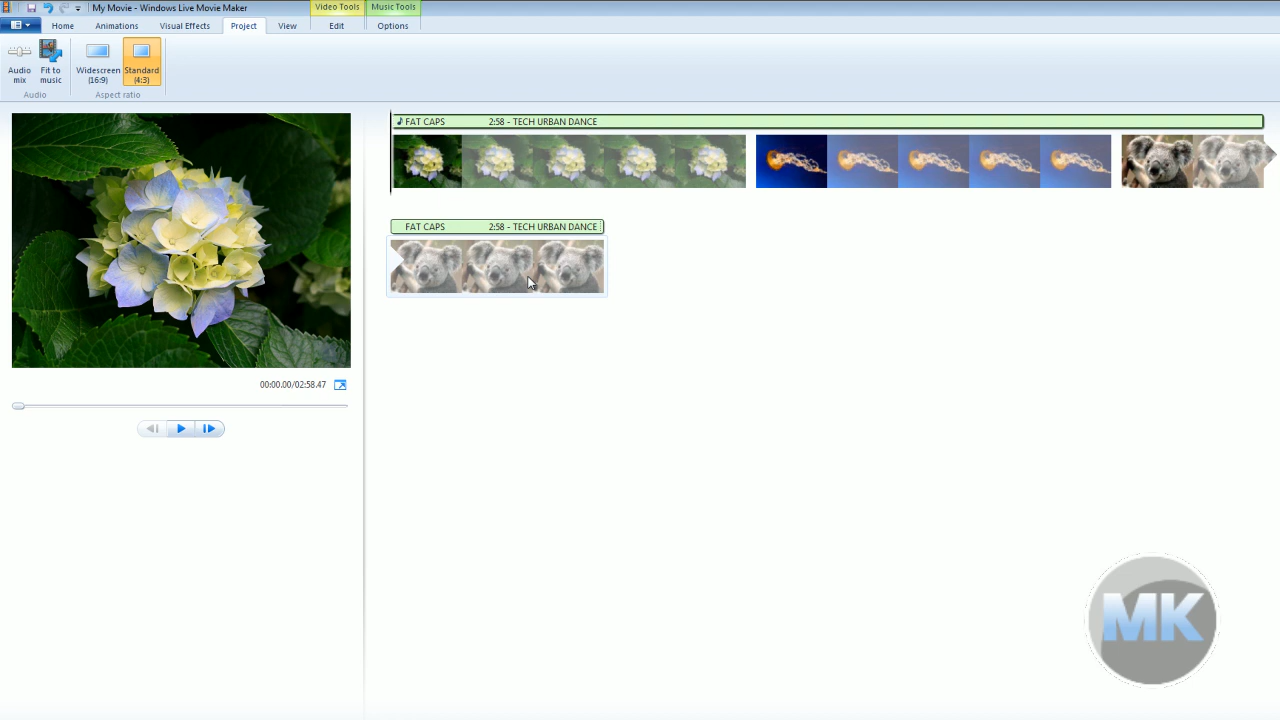 My Movie - Windows Live Movie Maker
Video Tools
Music Tools
Home
Animations
Visual Effects
Project
View
Edit
Options
Audio mix
Fit to music
Widescreen (16:9)
Standard (4:3)
Audio
Aspect ratio
FAT CAPS 2:58 - TECH URBAN DANCE
FAT CAPS 2:58 - TECH URBAN DANCE
00:00.00/02:58.47
MK